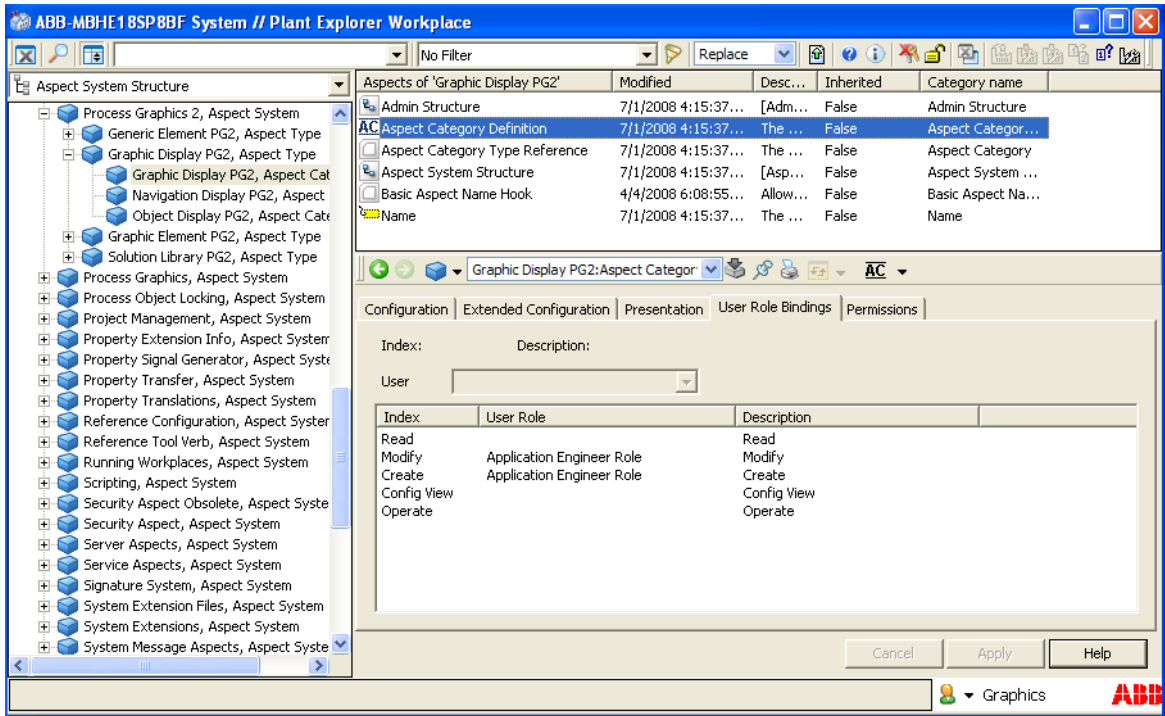 ABB-MBHE18SP8BF System // Plant Explorer Workplace
No Filter
Replace
Aspect System Structure
Process Graphics 2, Aspect System
Generic Element PG2, Aspect Type
Graphic Display PG2, Aspect Type
Graphic Display PG2, Aspect Cat
Navigation Display PG2, Aspect
Object Display PG2, Aspect Cate
Graphic Element PG2, Aspect Type
Solution Library PG2, Aspect Type
Process Graphics, Aspect System
Process Object Locking, Aspect System
Project Management, Aspect System
Property Extension Info, Aspect System
Property Signal Generator, Aspect Syste
Property Transfer, Aspect System
Property Translations, Aspect System
Reference Configuration, Aspect System
Reference Tool Verb, Aspect System
Running Workplaces, Aspect System
Scripting, Aspect System
Security Aspect Obsolete, Aspect Syste
Security Aspect, Aspect System
Server Aspects, Aspect System
Service Aspects, Aspect System
Signature System, Aspect System
System Extension Files, Aspect System
System Extensions, Aspect System
System Message Aspects, Aspect Syste
Aspects of 'Graphic Display PG2' Modified Desc... Inherited Category name
Admin Structure 7/1/2008 4:15:37... [Adm... False Admin Structure
AC Aspect Category Definition 7/1/2008 4:15:37... The ... False Aspect Categor...
Aspect Category Type Reference 7/1/2008 4:15:37... The ... False Aspect Category
Aspect System Structure 7/1/2008 4:15:37... [Asp... False Aspect System ...
Basic Aspect Name Hook 4/4/2008 6:08:55... Allow... False Basic Aspect Na...
Name 7/1/2008 4:15:37... The ... False Name
Graphic Display PG2:Aspect Categor AC
Configuration Extended Configuration Presentation User Role Bindings Permissions
Index: Description:
User
Index User Role Description
Read Read
Modify Application Engineer Role Modify
Create Application Engineer Role Create
Config View Config View
Operate Operate
Cancel Apply Help
Graphics ABB